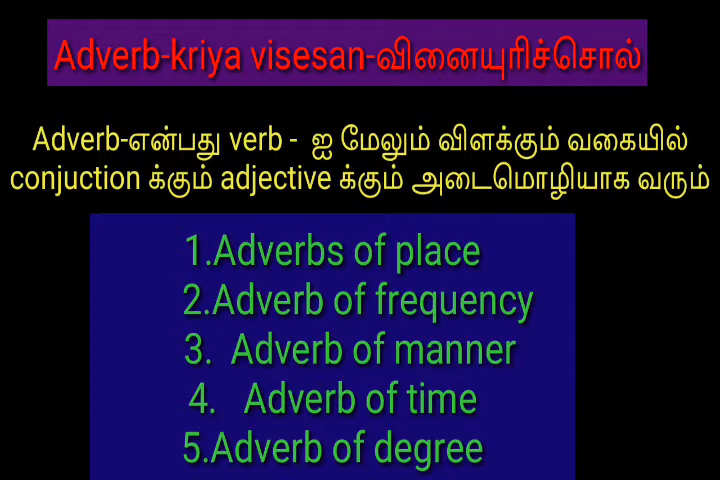 Adverb-kriya visesan-வினையுரிச்சொல்
Adverb-என்பது verb - ஐ மேலும் விளக்கும் வகையில்
conjuction க்கும் adjective க்கும் அடைமொழியாக வரும்
1.Adverbs of place
2.Adverb of frequency
3. Adverb of manner
4. Adverb of time
5.Adverb of degree